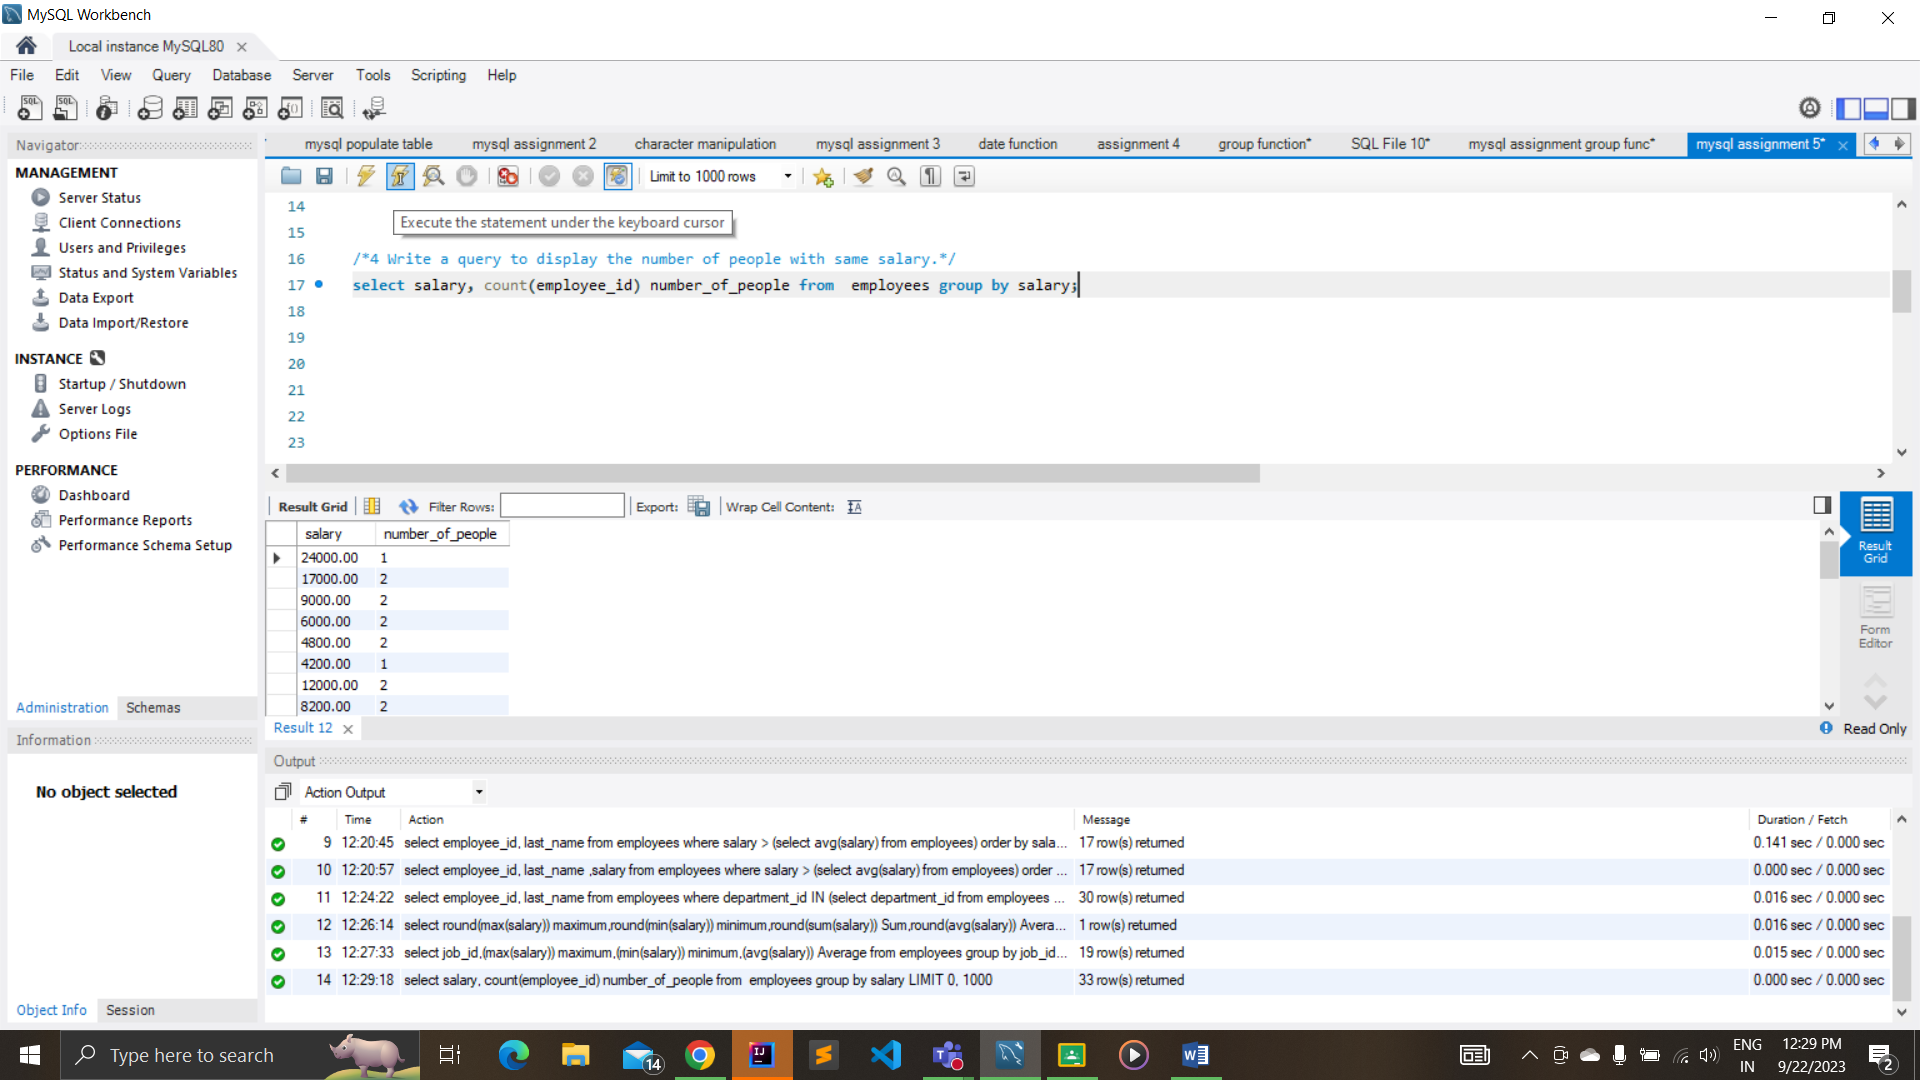 MySQL Workbench
Local instance MySQL80
File Edit View Query Database Server Tools Scripting Help
Navigator
MANAGEMENT
Server Status
Client Connections
Users and Privileges
Status and System Variables
Data Export
Data Import/Restore
INSTANCE
Startup / Shutdown
Server Logs
Options File
PERFORMANCE
Dashboard
Performance Reports
Performance Schema Setup
Administration Schemas
Information
No object selected
Object Info Session
mysql populate table mysql assignment 2 character manipulation mysql assignment 3 date function assignment 4 group function* SQL File 10* mysql assignment group func* mysql assignment 5*
Limit to 1000 rows
14
Execute the statement under the keyboard cursor
15
16 /*4 Write a query to display the number of people with same salary.*/
17 select salary, count(employee_id) number_of_people from  employees group by salary;
18
19
20
21
22
23
Result Grid Filter Rows: Export: Wrap Cell Content:
salary number_of_people
24000.00 1
17000.00 2
9000.00 2
6000.00 2
4800.00 2
4200.00 1
12000.00 2
8200.00 2
Result Grid
Form Editor
Result 12
Read Only
Output
Action Output
# Time Action Message Duration / Fetch
9 12:20:45 select employee_id, last_name from employees where salary > (select avg(salary) from employees) order by sala... 17 row(s) returned 0.141 sec / 0.000 sec
10 12:20:57 select employee_id, last_name ,salary from employees where salary > (select avg(salary) from employees) order ... 17 row(s) returned 0.000 sec / 0.000 sec
11 12:24:22 select employee_id, last_name from employees where department_id IN (select department_id from employees ... 30 row(s) returned 0.016 sec / 0.000 sec
12 12:26:14 select round(max(salary)) maximum,round(min(salary)) minimum,round(sum(salary)) Sum,round(avg(salary)) Avera... 1 row(s) returned 0.016 sec / 0.000 sec
13 12:27:33 select job_id,(max(salary)) maximum,(min(salary)) minimum,(avg(salary)) Average from employees group by job_id... 19 row(s) returned 0.015 sec / 0.000 sec
14 12:29:18 select salary, count(employee_id) number_of_people from  employees group by salary LIMIT 0, 1000 33 row(s) returned 0.000 sec / 0.000 sec
Type here to search
14
ENG
IN
12:29 PM
9/22/2023
2